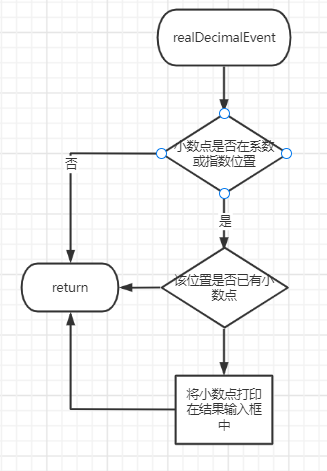 realDecimalEvent
小数点是否在系数
或指数位置
否
是
return
该位置是否已有小
数点
将小数点打印
在结果输入框
中